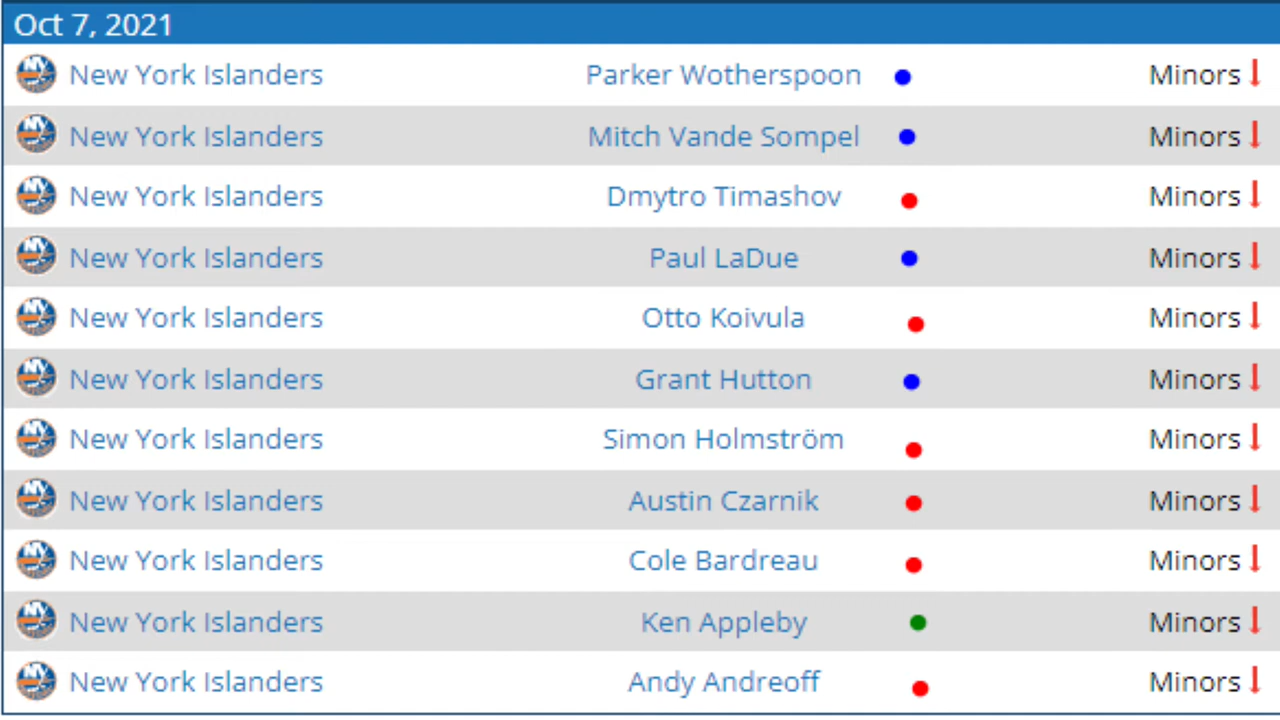 Oct 7, 2021
New York Islanders Parker Wotherspoon Minors
New York Islanders Mitch Vande Sompel Minors
New York Islanders Dmytro Timashov Minors
New York Islanders Paul LaDue Minors
New York Islanders Otto Koivula Minors
New York Islanders Grant Hutton Minors
New York Islanders Simon Holmström Minors
New York Islanders Austin Czarnik Minors
New York Islanders Cole Bardreau Minors
New York Islanders Ken Appleby Minors
New York Islanders Andy Andreoff Minors